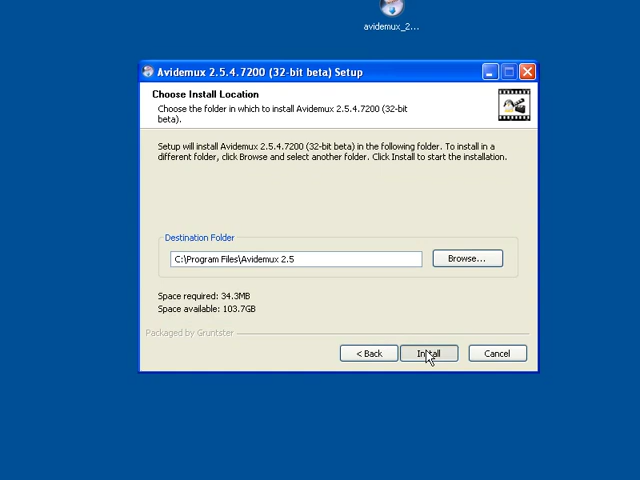 avidemux_2...
Avidemux 2.5.4.7200 (32-bit beta) Setup
Choose Install Location
Choose the folder in which to install Avidemux 2.5.4.7200 (32-bit
beta).
Setup will install Avidemux 2.5.4.7200 (32-bit beta) in the following folder. To install in a
different folder, click Browse and select another folder. Click Install to start the installation.
Destination Folder
C:\Program Files\Avidemux 2.5
Browse...
Space required: 34.3MB
Space available: 103.7GB
Packaged by Gruntster
< Back
Install
Cancel